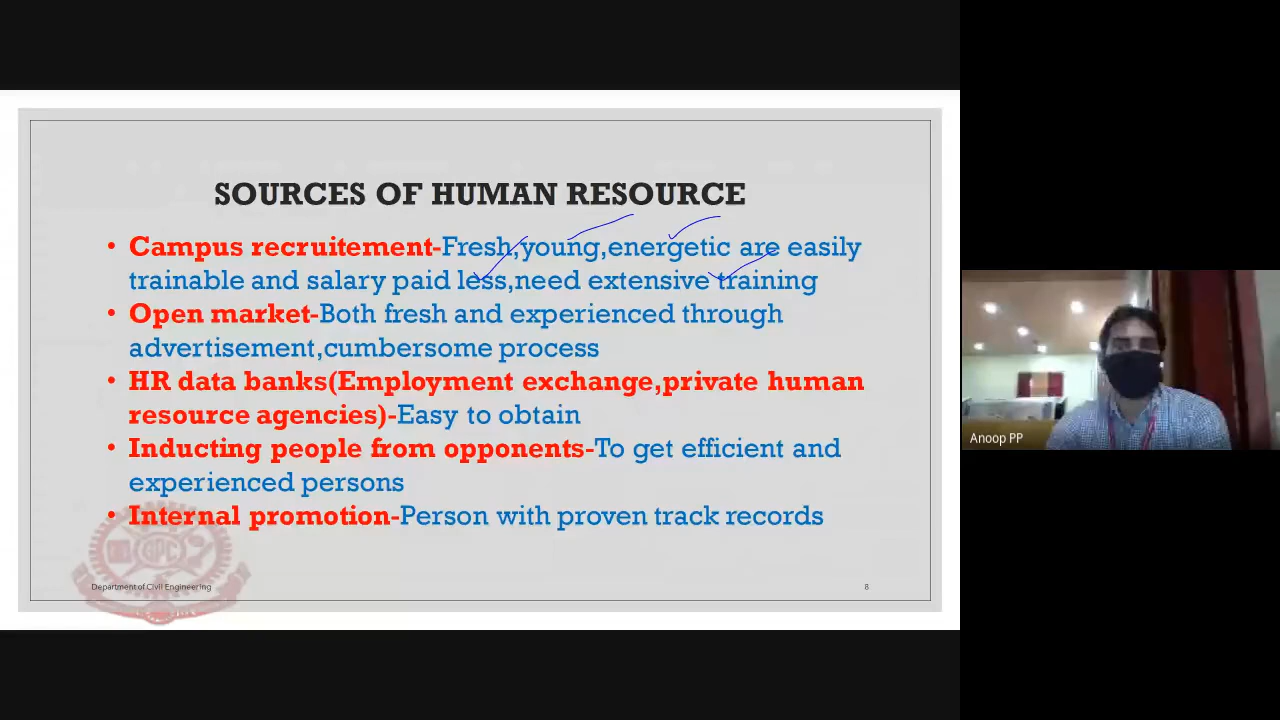 SOURCES OF HUMAN RESOURCE
• Campus recruitement-Fresh,young,energetic are easily
trainable and salary paid less,need extensive training
• Open market-Both fresh and experienced through
advertisement,cumbersome process
• HR data banks(Employment exchange,private human
resource agencies)-Easy to obtain
• Inducting people from opponents-To get efficient and
experienced persons
• Internal promotion-Person with proven track records
GPC
Department of Civil Engineering
8
Anoop PP